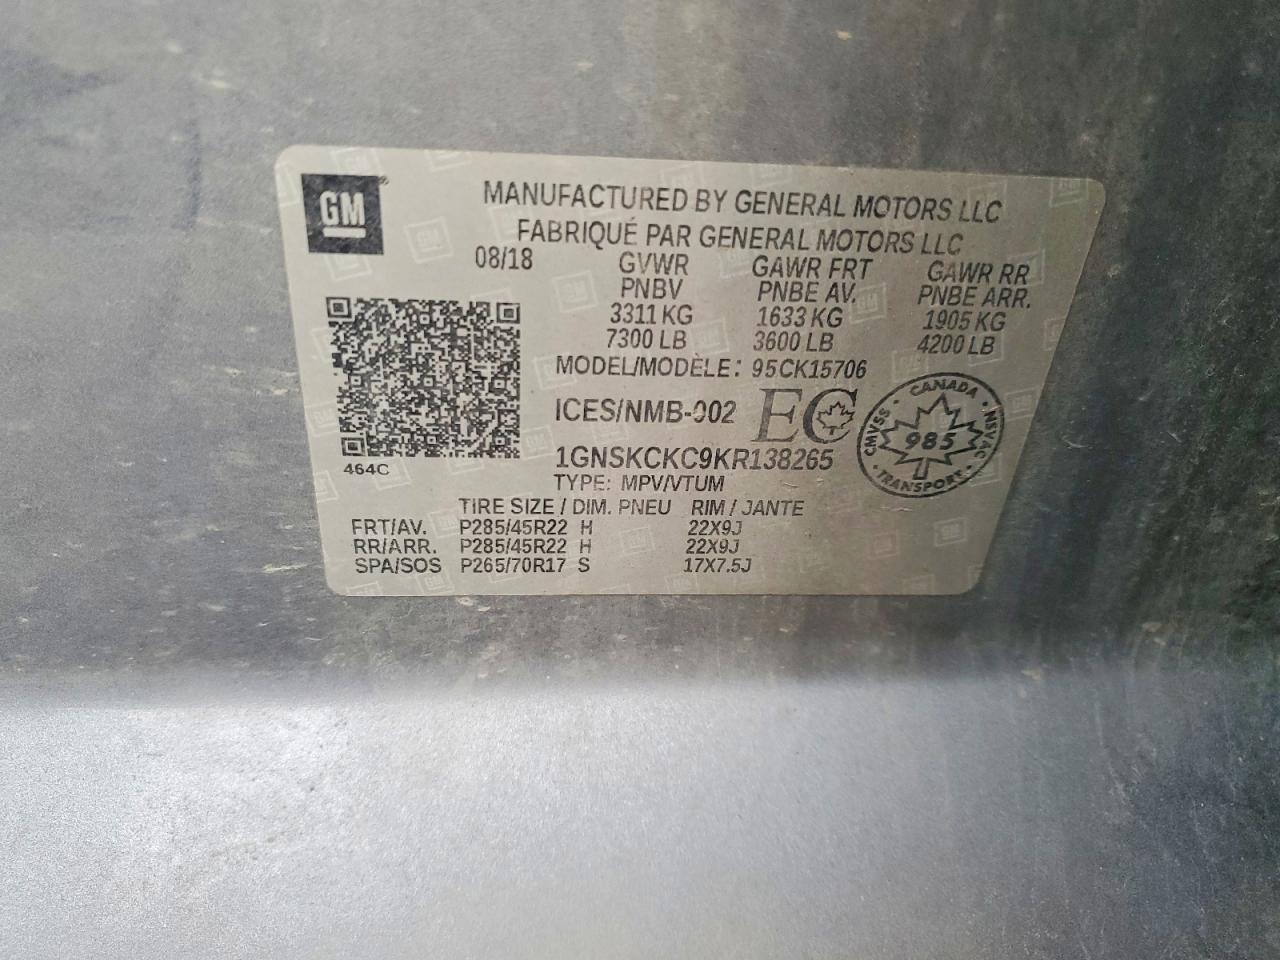 GM
MANUFACTURED BY GENERAL MOTORS LLC
FABRIQUÉ PAR GENERAL MOTORS LLC
08/18 GVWR GAWR FRT GAWR RR
PNBV PNBE AV. PNBE ARR.
3311 KG 1633 KG 1905 KG
7300 LB 3600 LB 4200 LB
MODEL/MODÈLE: 95CK15706
ICES/NMB-002 EC
CANADA
CMVSS 985 NSVAC
TRANSPORT
464C
1GNSKCKC9KR138265
TYPE: MPV/VTUM
TIRE SIZE / DIM. PNEU RIM / JANTE
FRT/AV. P285/45R22 H 22X9J
RR/ARR. P285/45R22 H 22X9J
SPA/SOS P265/70R17 S 17X7.5J